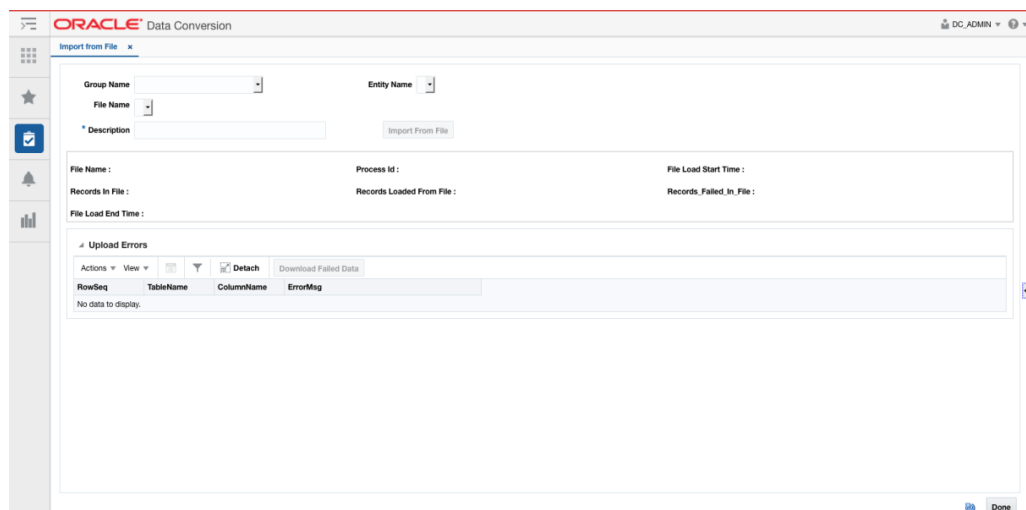 ORACLE® Data Conversion
DC_ADMIN
Import from File x
Group Name
Entity Name
File Name
* Description
Import From File
File Name :
Process Id :
File Load Start Time :
Records In File :
Records Loaded From File :
Records_Failed_In_File :
File Load End Time :
Upload Errors
Actions View Detach Download Failed Data
RowSeq TableName ColumnName ErrorMsg
No data to display.
Done